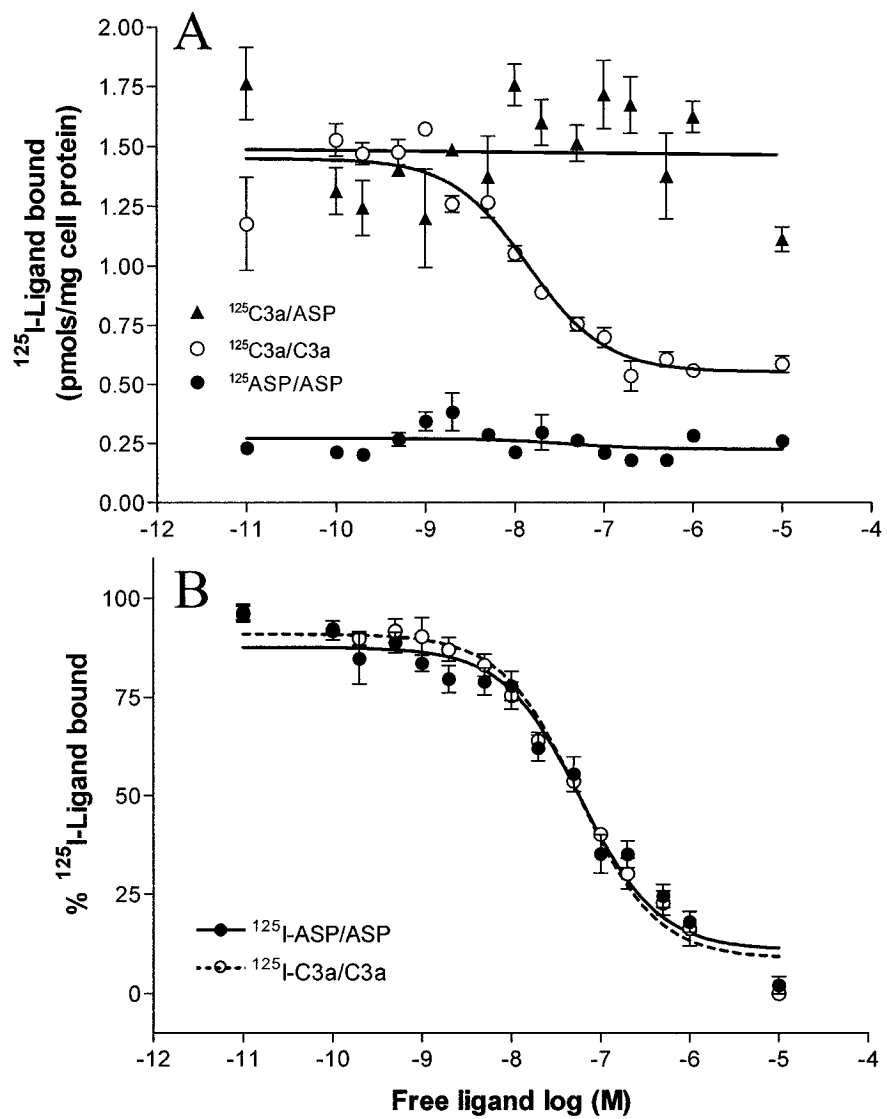 A
2.00
1.75
1.50
1.25
1.00
0.75
0.50
0.25
0.00
¹²⁵I-Ligand bound
(pmols/mg cell protein)
¹²⁵C3a/ASP
¹²⁵C3a/C3a
¹²⁵ASP/ASP
-12 -11 -10 -9 -8 -7 -6 -5 -4
B
100
75
50
25
0
% ¹²⁵I-Ligand bound
¹²⁵I-ASP/ASP
¹²⁵I-C3a/C3a
-12 -11 -10 -9 -8 -7 -6 -5 -4
Free ligand log (M)